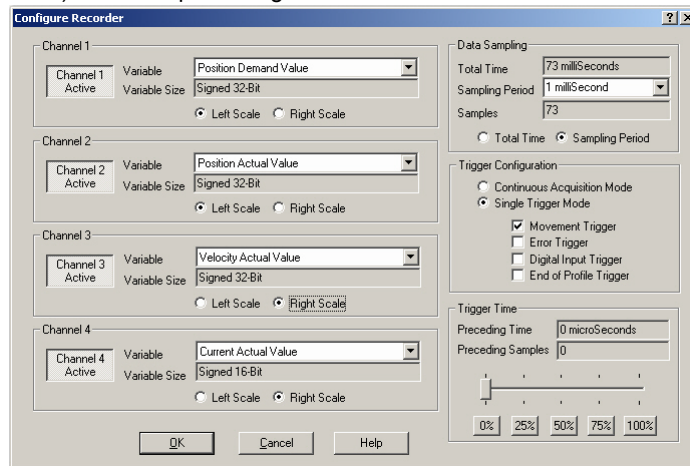 Configure Recorder
Channel 1
Channel 1 Active
Variable
Position Demand Value
Variable Size
Signed 32-Bit
Left Scale
Right Scale
Channel 2
Channel 2 Active
Variable
Position Actual Value
Variable Size
Signed 32-Bit
Left Scale
Right Scale
Channel 3
Channel 3 Active
Variable
Velocity Actual Value
Variable Size
Signed 32-Bit
Left Scale
Right Scale
Channel 4
Channel 4 Active
Variable
Current Actual Value
Variable Size
Signed 16-Bit
Left Scale
Right Scale
OK
Cancel
Help
Data Sampling
Total Time
73 milliSeconds
Sampling Period
1 milliSecond
Samples
73
Total Time
Sampling Period
Trigger Configuration
Continuous Acquisition Mode
Single Trigger Mode
Movement Trigger
Error Trigger
Digital Input Trigger
End of Profile Trigger
Trigger Time
Preceding Time
0 microSeconds
Preceding Samples
0
0%
25%
50%
75%
100%